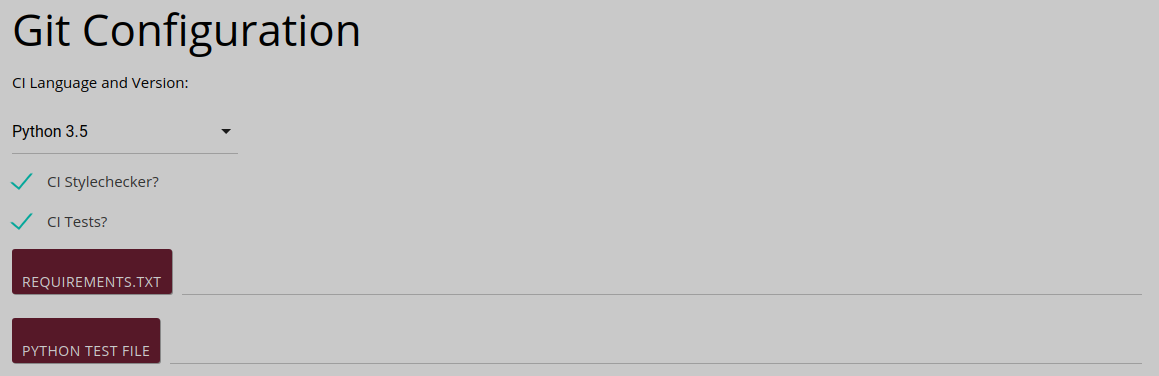 Git Configuration
CI Language and Version:
Python 3.5
CI Stylechecker?
CI Tests?
REQUIREMENTS.TXT
PYTHON TEST FILE